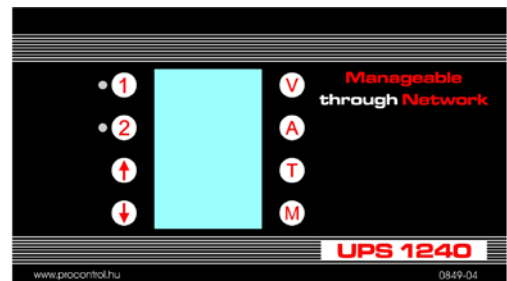 1
V
Manageable
through Network
2
A
T
M
UPS 1240
www.procontrol.hu
0849-04